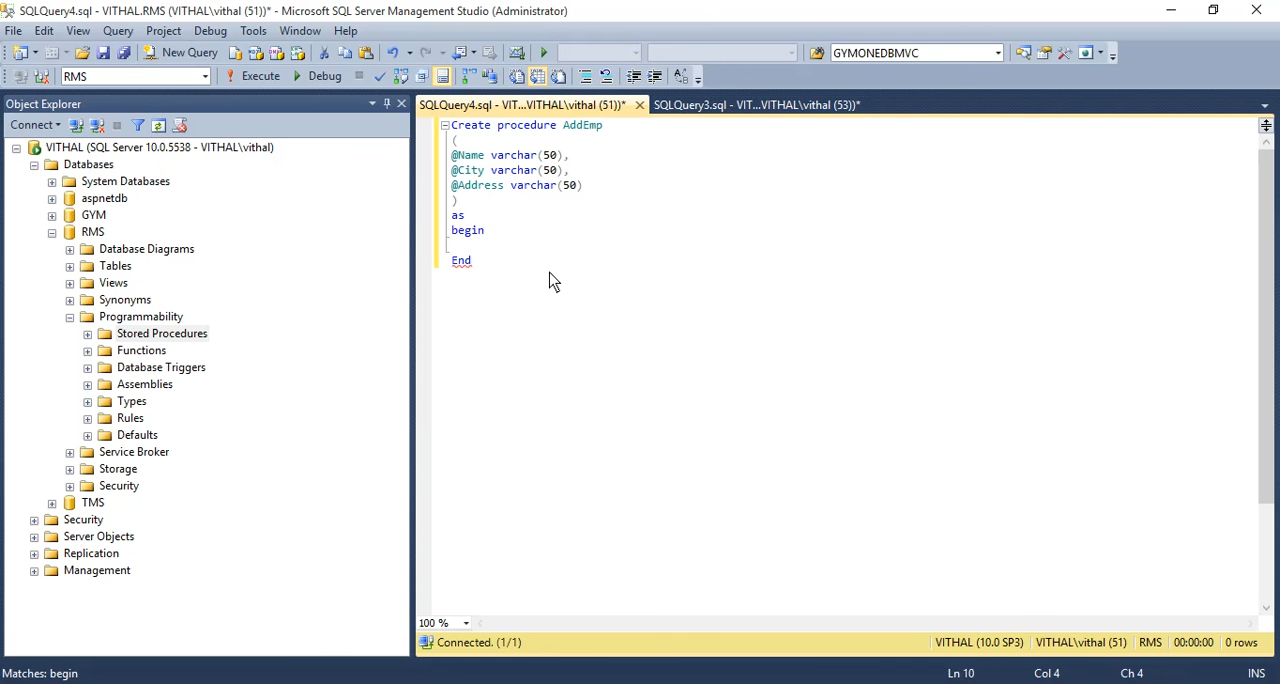 SQLQuery4.sql - VITHAL.RMS (VITHAL\vithal (51))* - Microsoft SQL Server Management Studio (Administrator)
File Edit View Query Project Debug Tools Window Help
New Query GYMONEDBMVC
RMS Execute Debug
Object Explorer
SQLQuery4.sql - VIT...VITHAL\vithal (51))* SQLQuery3.sql - VIT...VITHAL\vithal (53))*
Connect
VITHAL (SQL Server 10.0.5538 - VITHAL\vithal)
Databases
System Databases
aspnetdb
GYM
RMS
Database Diagrams
Tables
Views
Synonyms
Programmability
Stored Procedures
Functions
Database Triggers
Assemblies
Types
Rules
Defaults
Service Broker
Storage
Security
TMS
Security
Server Objects
Replication
Management
Create procedure AddEmp
(
@Name varchar(50),
@City varchar(50),
@Address varchar(50)
)
as
begin
End
100 %
Connected. (1/1) VITHAL (10.0 SP3) VITHAL\vithal (51) RMS 00:00:00 0 rows
Matches: begin Ln 10 Col 4 Ch 4 INS